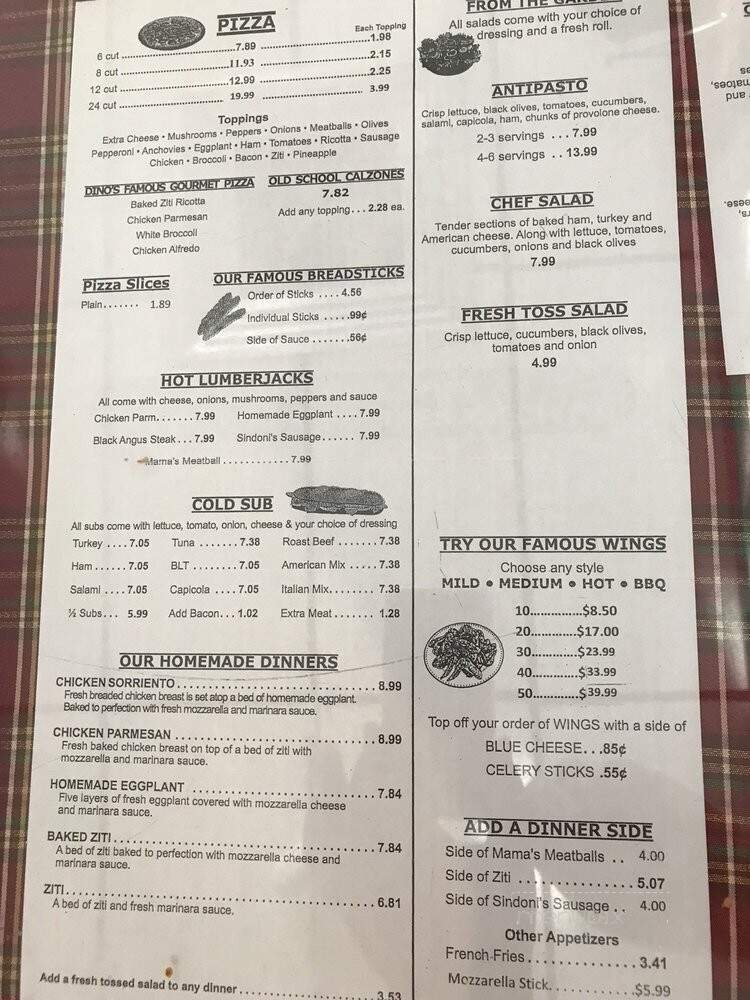 PIZZA
Each Topping
6 cut 7.89 1.98
8 cut 11.93 2.15
12 cut 12.99 2.25
24 cut 19.99 3.99
Toppings
Extra Cheese • Mushrooms • Peppers • Onions • Meatballs • Olives
Pepperoni • Anchovies • Eggplant • Ham • Tomatoes • Ricotta • Sausage
Chicken • Broccoli • Bacon • Ziti • Pineapple
DINO'S FAMOUS GOURMET PIZZA
Baked Ziti Ricotta
Chicken Parmesan
White Broccoli
Chicken Alfredo
OLD SCHOOL CALZONES
7.82
Add any topping... 2.28 ea.
Pizza Slices
Plain....... 1.89
OUR FAMOUS BREADSTICKS
Order of Sticks .... 4.56
Individual Sticks .....99¢
Side of Sauce .......56¢
HOT LUMBERJACKS
All come with cheese, onions, mushrooms, peppers and sauce
Chicken Parm....... 7.99 Homemade Eggplant .... 7.99
Black Angus Steak... 7.99 Sindoni's Sausage...... 7.99
Mama's Meatball ............ 7.99
COLD SUB
All subs come with lettuce, tomato, onion, cheese & your choice of dressing
Turkey .... 7.05 Tuna ....... 7.38 Roast Beef ....... 7.38
Ham ...... 7.05 BLT ........ 7.05 American Mix ..... 7.38
Salami .... 7.05 Capicola .... 7.05 Italian Mix........ 7.38
½ Subs... 5.99 Add Bacon... 1.02 Extra Meat ....... 1.28
OUR HOMEMADE DINNERS
CHICKEN SORRIENTO 8.99
Fresh breaded chicken breast is set atop a bed of homemade eggplant.
Baked to perfection with fresh mozzarella and marinara sauce.
CHICKEN PARMESAN 8.99
Fresh baked chicken breast on top of a bed of ziti with
mozzarella and marinara sauce.
HOMEMADE EGGPLANT 7.84
Five layers of fresh eggplant covered with mozzarella cheese
and marinara sauce.
BAKED ZITI 7.84
A bed of ziti baked to perfection with mozzarella cheese and
marinara sauce.
ZITI 6.81
A bed of ziti and fresh marinara sauce.
Add a fresh tossed salad to any dinner 3.53
FROM THE GARDEN
All salads come with your choice of
dressing and a fresh roll.
ANTIPASTO
Crisp lettuce, black olives, tomatoes, cucumbers,
salami, capicola, ham, chunks of provolone cheese.
2-3 servings ... 7.99
4-6 servings .. 13.99
CHEF SALAD
Tender sections of baked ham, turkey and
American cheese. Along with lettuce, tomatoes,
cucumbers, onions and black olives
7.99
FRESH TOSS SALAD
Crisp lettuce, cucumbers, black olives,
tomatoes and onion
4.99
TRY OUR FAMOUS WINGS
Choose any style
MILD • MEDIUM • HOT • BBQ
10..............$8.50
20..............$17.00
30.............$23.99
40.............$33.99
50.............$39.99
Top off your order of WINGS with a side of
BLUE CHEESE...85¢
CELERY STICKS .55¢
ADD A DINNER SIDE
Side of Mama's Meatballs .. 4.00
Side of Ziti 5.07
Side of Sindoni's Sausage .. 4.00
Other Appetizers
French Fries 3.41
Mozzarella Stick $5.99